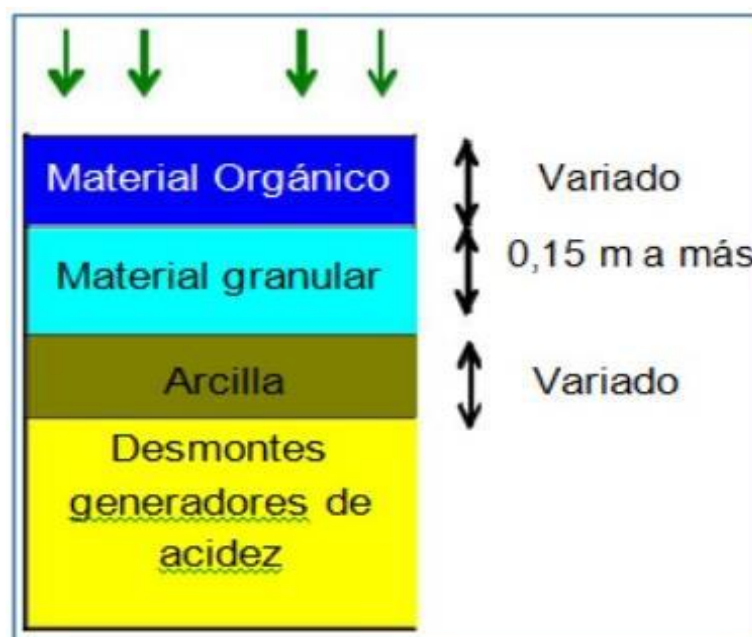 Material Orgánico
Variado
Material granular
0,15 m a más
Arcilla
Variado
Desmontes
generadores de
acidez